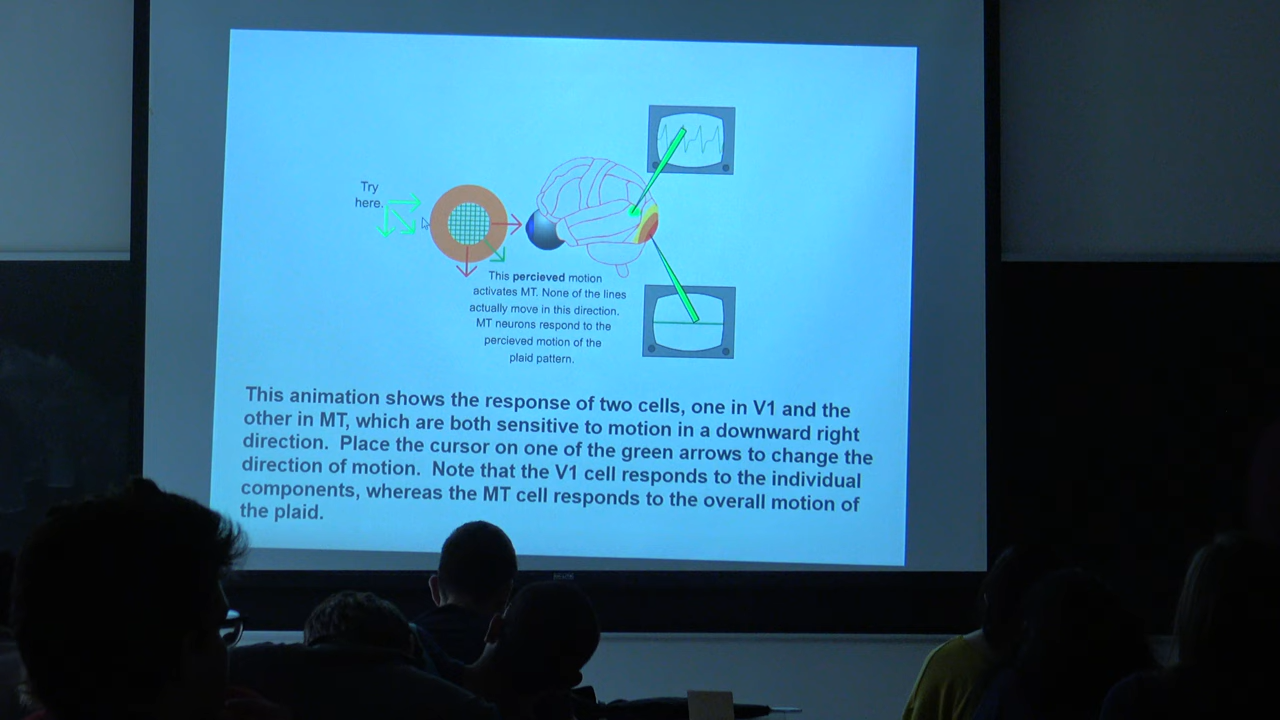 Try
here.
This percieved motion
activates MT. None of the lines
actually move in this direction.
MT neurons respond to the
percieved motion of the
plaid pattern.
This animation shows the response of two cells, one in V1 and the
other in MT, which are both sensitive to motion in a downward right
direction.  Place the cursor on one of the green arrows to change the
direction of motion.  Note that the V1 cell responds to the individual
components, whereas the MT cell responds to the overall motion of
the plaid.